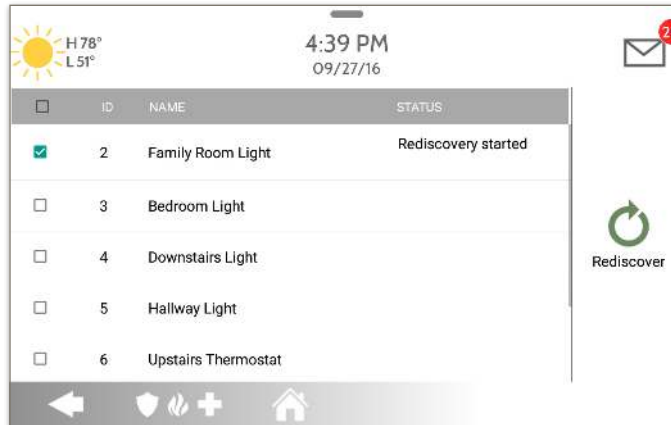 H 78°
L 51°
4:39 PM
09/27/16
2
ID NAME STATUS
2 Family Room Light Rediscovery started
3 Bedroom Light
4 Downstairs Light
5 Hallway Light
6 Upstairs Thermostat
Rediscover